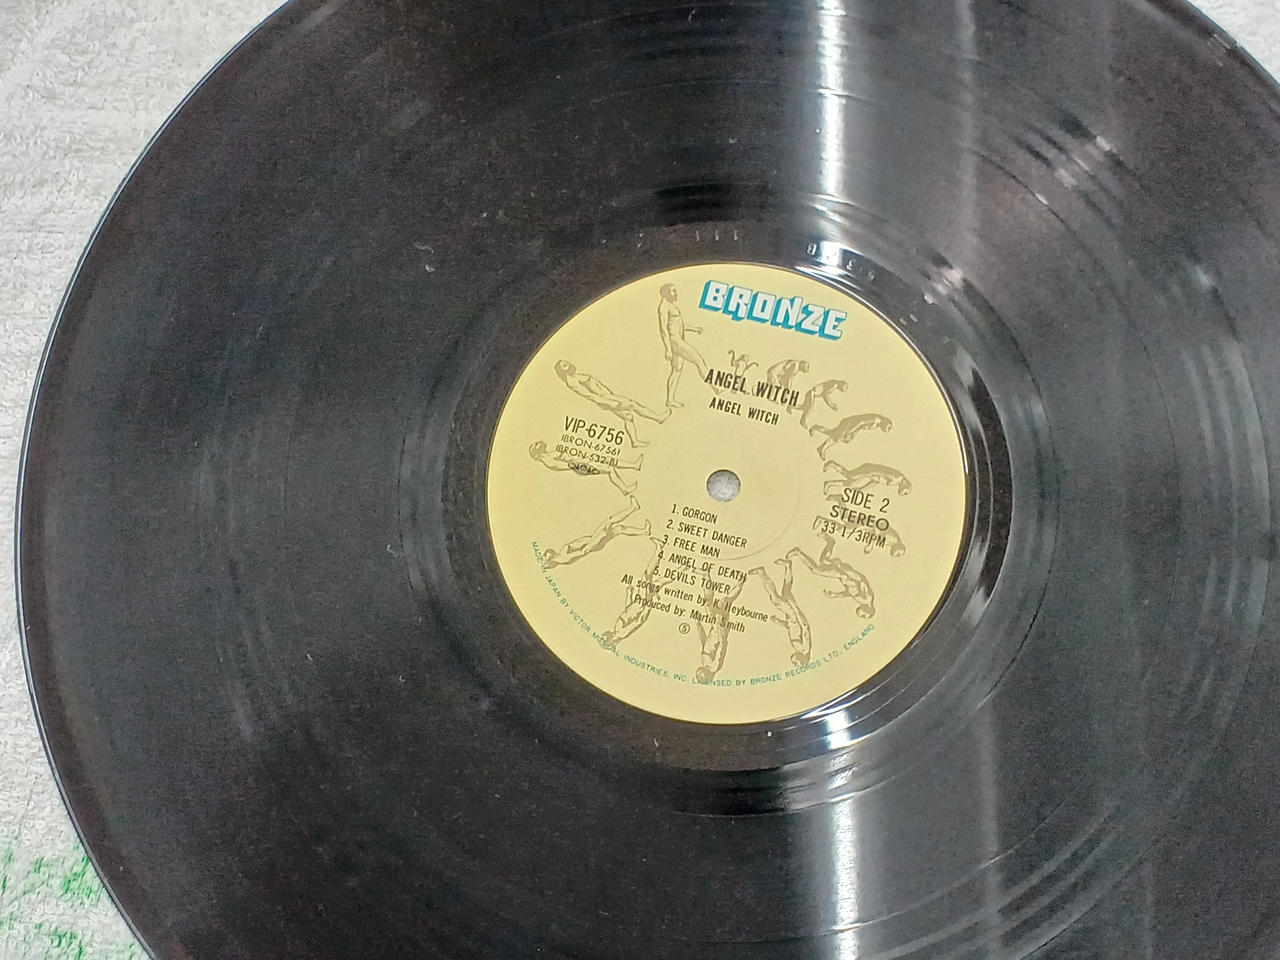 BRONZE
ANGEL WITCH
ANGEL WITCH
VIP-6756
(BRON-6756)
(BRON-532-B)
SIDE 2
STEREO
33 1/3RPM
1. GORGON
2. SWEET DANGER
3. FREE MAN
4. ANGEL OF DEATH
5. DEVILS TOWER
All songs written by: K. Heybourne
Produced by: Martin Smith
S
MADE IN JAPAN BY VICTOR MUSICAL INDUSTRIES, INC. LICENSED BY BRONZE RECORDS LTD., ENGLAND